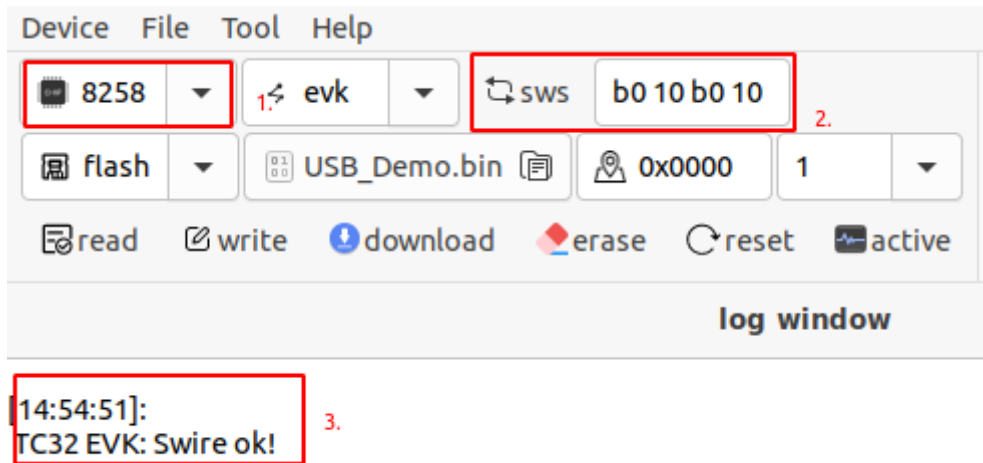 Device File Tool Help
8258 1. evk sws b0 10 b0 10 2.
flash USB_Demo.bin 0x0000 1
read write download erase reset active
log window
[14:54:51]: 3.
TC32 EVK: Swire ok!